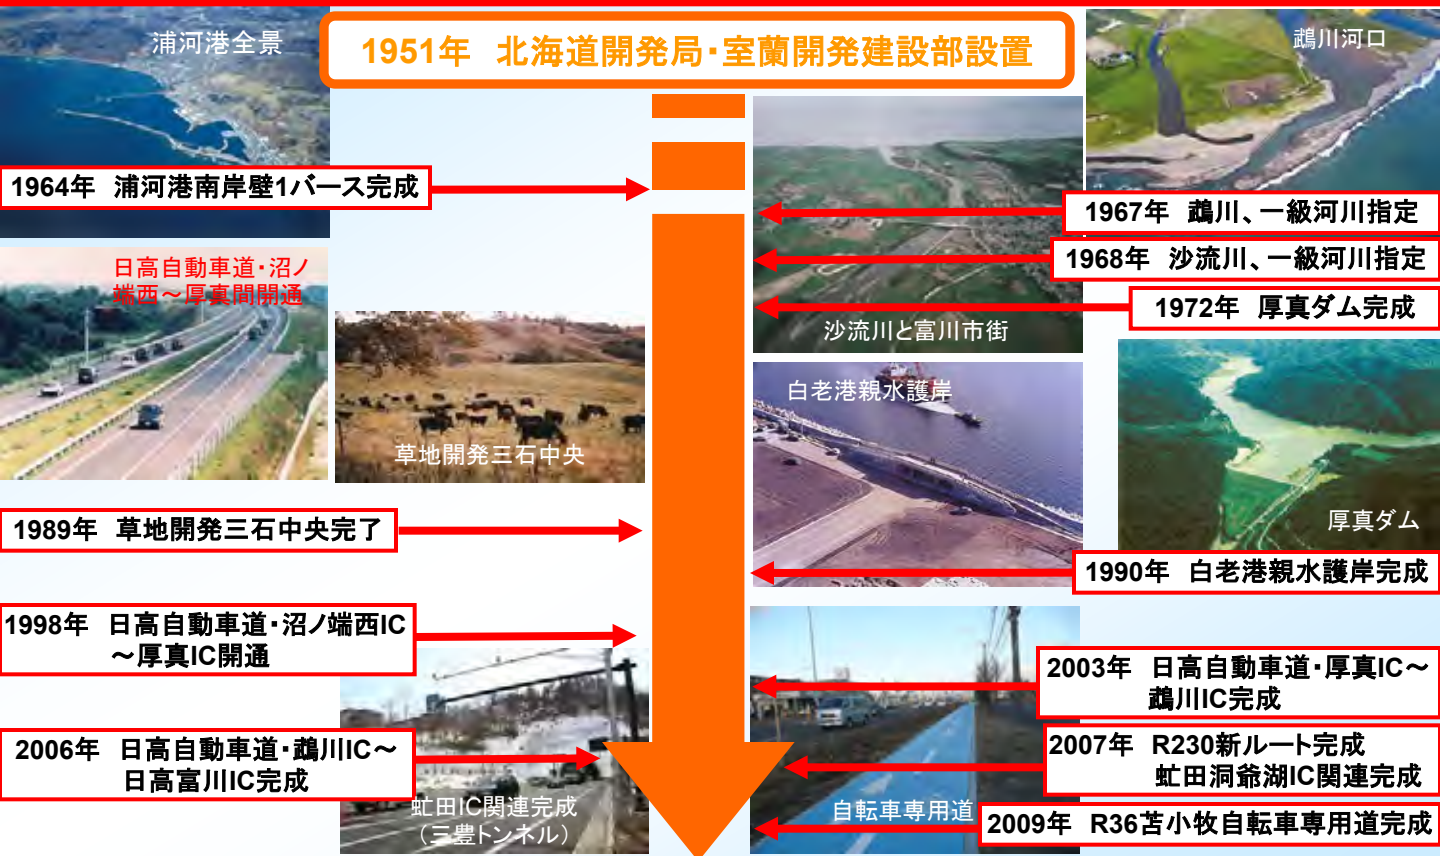 浦河港全景
1951年 北海道開発局・室蘭開発建設部設置
鵡川河口
1964年 浦河港南岸壁1バース完成
1967年 鵡川、一級河川指定
1968年 沙流川、一級河川指定
1972年 厚真ダム完成
日高自動車道・沼ノ
端西～厚真間開通
沙流川と富川市街
草地開発三石中央
白老港親水護岸
厚真ダム
1989年 草地開発三石中央完了
1990年 白老港親水護岸完成
1998年 日高自動車道・沼ノ端西IC
～厚真IC開通
2003年 日高自動車道・厚真IC～
鵡川IC完成
2006年 日高自動車道・鵡川IC～
日高富川IC完成
2007年 R230新ルート完成
虻田洞爺湖IC関連完成
虻田IC関連完成
（三豊トンネル）
自転車専用道
2009年 R36苫小牧自転車専用道完成